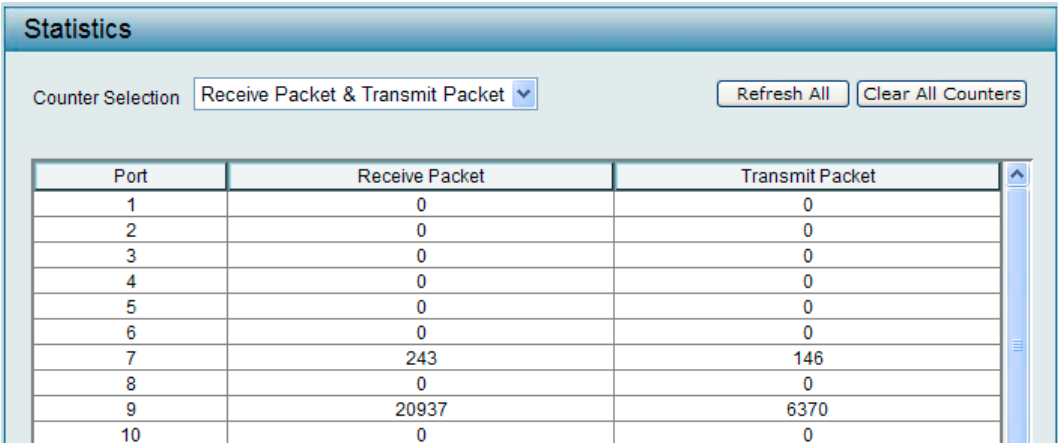 Statistics
Counter Selection Receive Packet & Transmit Packet Refresh All Clear All Counters
Port Receive Packet Transmit Packet
1 0 0
2 0 0
3 0 0
4 0 0
5 0 0
6 0 0
7 243 146
8 0 0
9 20937 6370
10 0 0